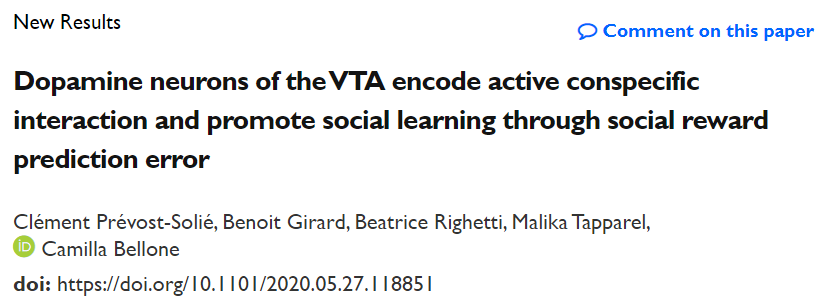 New Results
Comment on this paper
Dopamine neurons of the VTA encode active conspecific
interaction and promote social learning through social reward
prediction error
Clément Prévost-Solié, Benoit Girard, Beatrice Righetti, Malika Tapparel,
iD Camilla Bellone
doi: https://doi.org/10.1101/2020.05.27.118851